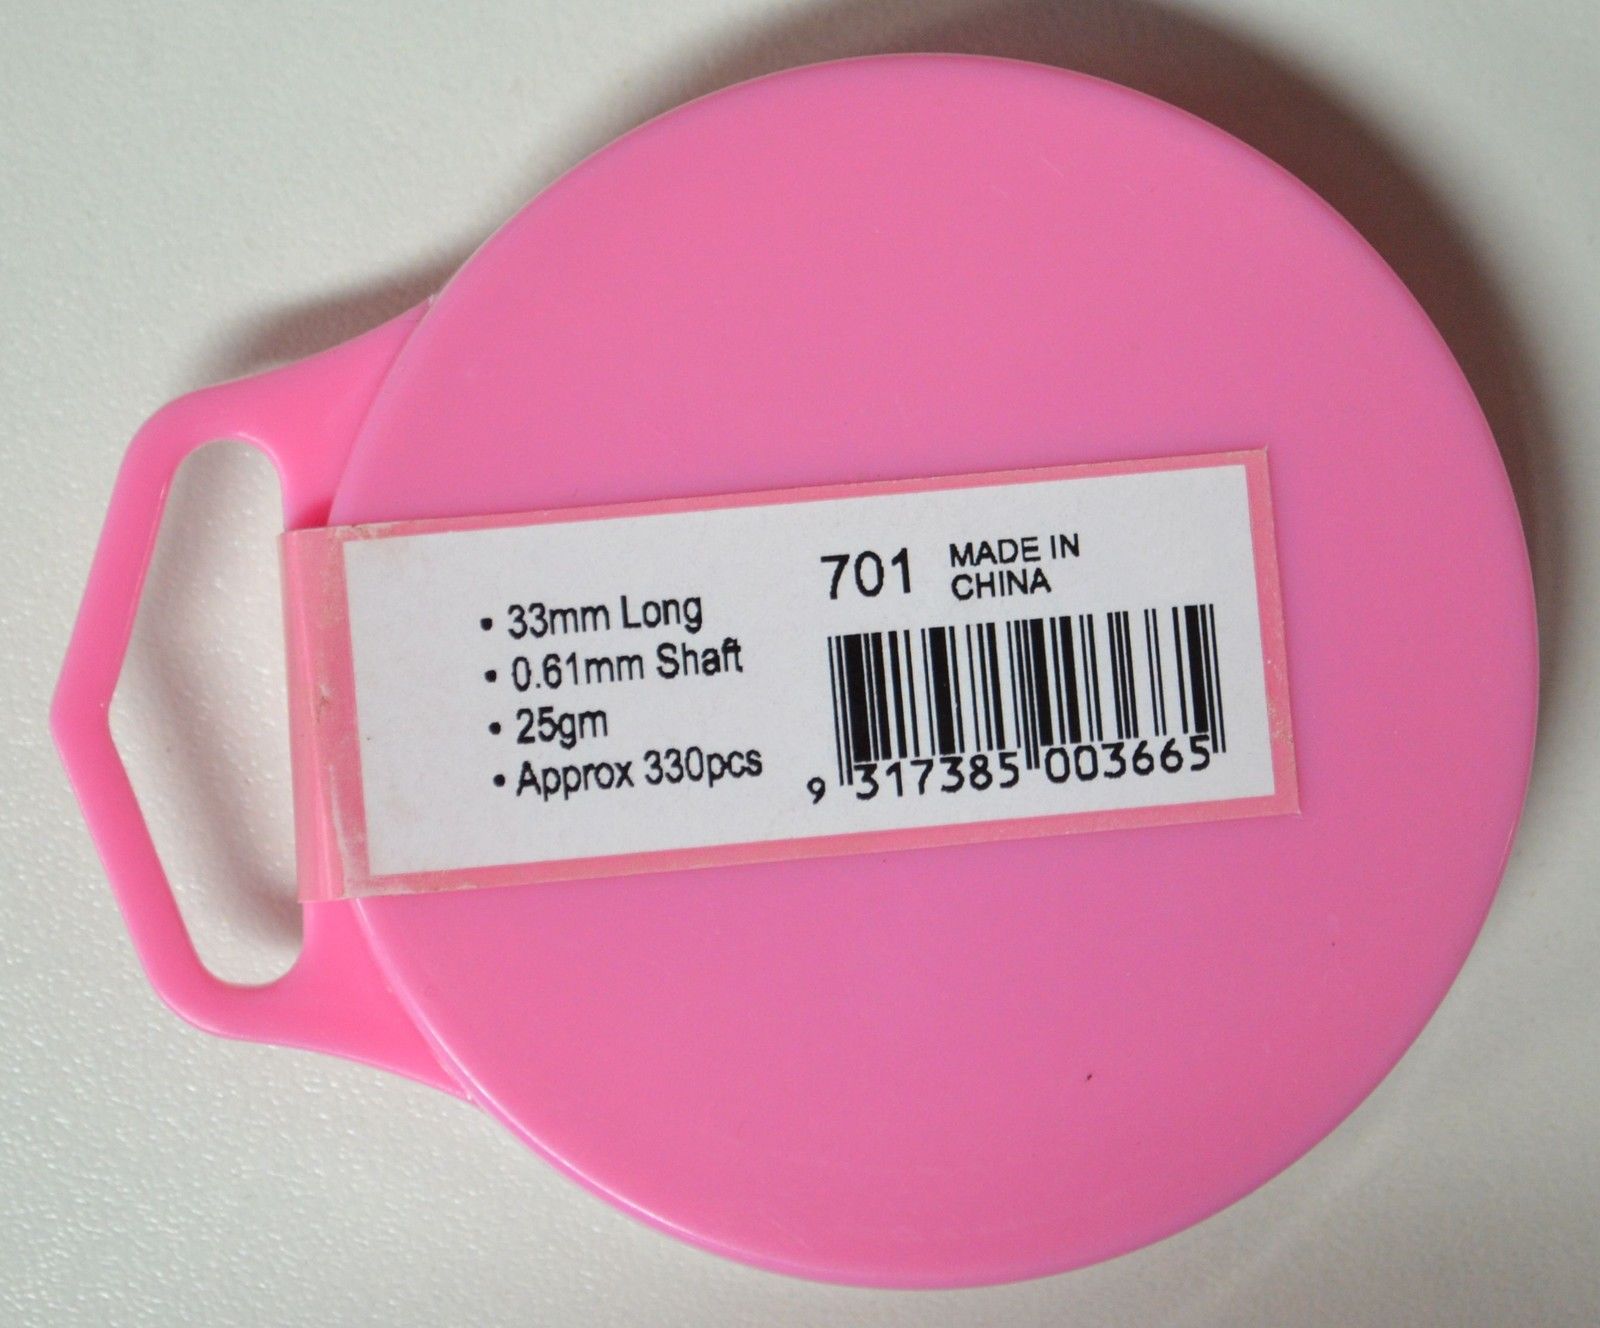 • 33mm Long
• 0.61mm Shaft
• 25gm
• Approx 330pcs
701
MADE IN
CHINA
9 317385 003665